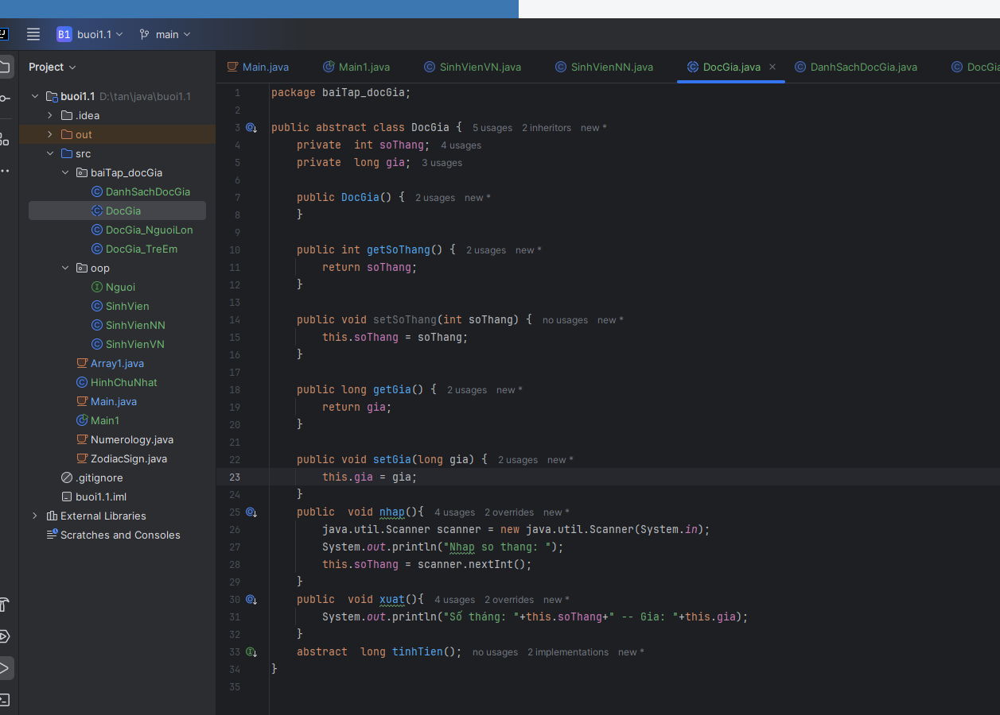 B1 buoi1.1 main
Project
Main.java Main1.java SinhVienVN.java SinhVienNN.java DocGia.java DanhSachDocGia.java DocGia
buoi1.1 D:\tan\java\buoi1.1
.idea
out
src
baiTap_docGia
DanhSachDocGia
DocGia
DocGia_NguoiLon
DocGia_TreEm
oop
Nguoi
SinhVien
SinhVienNN
SinhVienVN
Array1.java
HinhChuNhat
Main.java
Main1
Numerology.java
ZodiacSign.java
.gitignore
buoi1.1.iml
External Libraries
Scratches and Consoles
1 package baiTap_docGia;
2
3 public abstract class DocGia { 5 usages 2 inheritors new *
4 private  int soThang; 4 usages
5 private  long gia; 3 usages
6
7 public DocGia() { 2 usages new *
8 }
9
10 public int getSoThang() { 2 usages new *
11 return soThang;
12 }
13
14 public void setSoThang(int soThang) { no usages new *
15 this.soThang = soThang;
16 }
17
18 public long getGia() { 2 usages new *
19 return gia;
20 }
21
22 public void setGia(long gia) { 2 usages new *
23 this.gia = gia;
24 }
25 public  void nhap(){ 4 usages 2 overrides new *
26 java.util.Scanner scanner = new java.util.Scanner(System.in);
27 System.out.println("Nhap so thang: ");
28 this.soThang = scanner.nextInt();
29 }
30 public  void xuat(){ 4 usages 2 overrides new *
31 System.out.println("Số tháng: "+this.soThang+" -- Gia: "+this.gia);
32 }
33 abstract  long tinhTien(); no usages 2 implementations new *
34 }
35